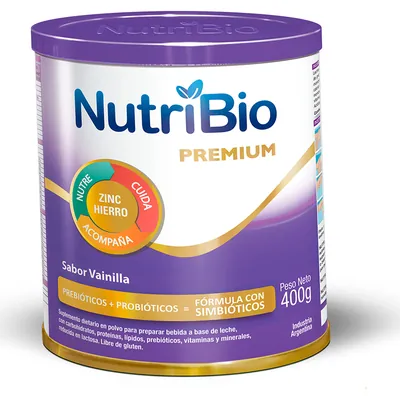 NutriBio
PREMIUM
NUTRE
CUIDA
ACOMPAÑA
ZINC
HIERRO
Sabor Vainilla
PREBIÓTICOS + PROBIÓTICOS = FÓRMULA CON
SIMBIÓTICOS
Peso Neto
400g
Suplemento dietario en polvo para preparar bebida a base de leche,
con carbohidratos, proteínas, lípidos, prebióticos, vitaminas y minerales,
reducida en lactosa. Libre de gluten.
Industria
Argentina